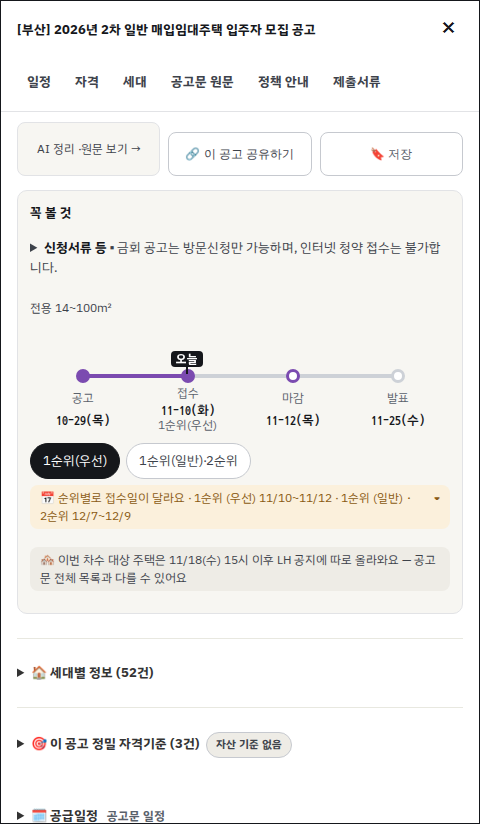 [부산] 2026년 2차 일반 매입임대주택 입주자 모집 공고 ✕
일정 자격 세대 공고문 원문 정책 안내 제출서류
AI 정리 ·원문 보기 →
🔗 이 공고 공유하기
🔖 저장
꼭 볼 것
▶ 신청서류 등 ▪ 금회 공고는 방문신청만 가능하며, 인터넷 청약 접수는 불가합
니다.
전용 14~100m²
오늘
공고 접수 마감 발표
10-29(목) 11-10(화) 11-12(목) 11-25(수)
1순위(우선)
1순위(우선) 1순위(일반)·2순위
📅 순위별로 접수일이 달라요 · 1순위 (우선) 11/10~11/12 · 1순위 (일반) ·
2순위 12/7~12/9
🏘️ 이번 차수 대상 주택은 11/18(수) 15시 이후 LH 공지에 따로 올라와요 — 공고
문 전체 목록과 다를 수 있어요
▶ 🏠 세대별 정보 (52건)
▶ 🎯 이 공고 정밀 자격기준 (3건) 자산 기준 없음
▶ 🗓️ 공급일정 공고문 일정